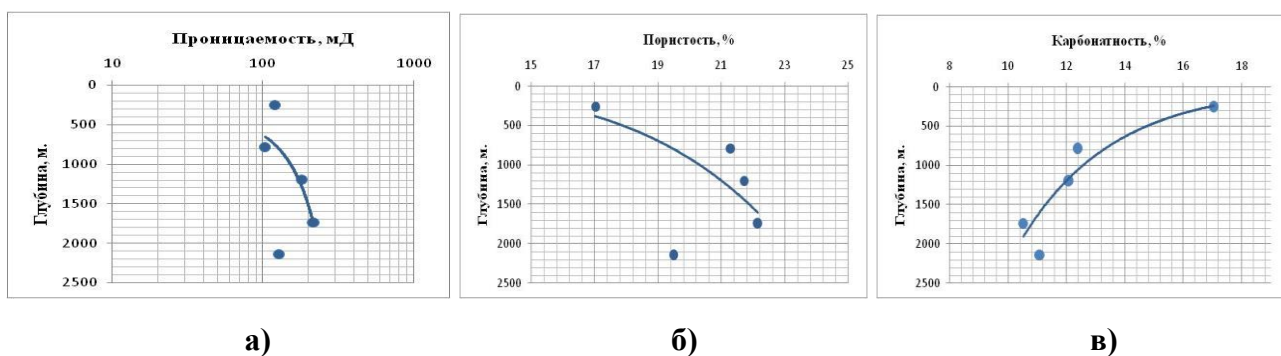 Проницаемость, мД
10 100 1000
0
500
1000
1500
2000
2500
Глубина, м.
а)
Пористость, %
15 17 19 21 23 25
0
500
1000
1500
2000
2500
Глубина, м.
б)
Карбонатность, %
8 10 12 14 16 18
0
500
1000
1500
2000
2500
Глубина, м.
в)